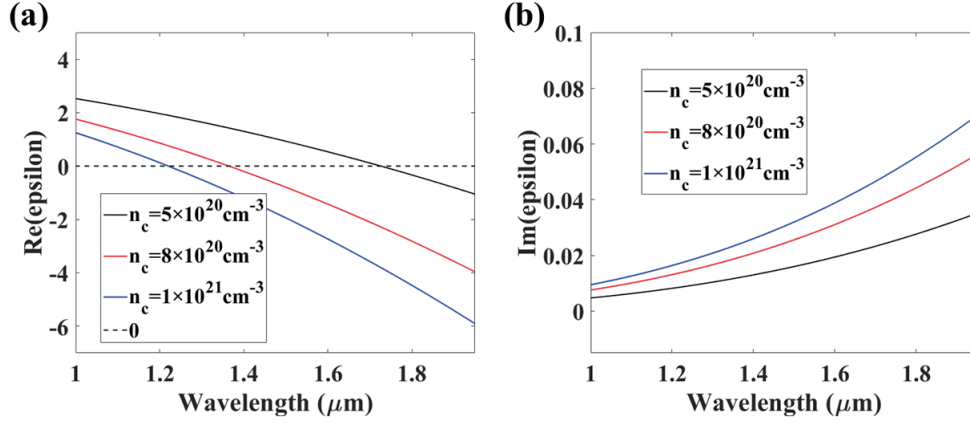 (a)
4
2
0
-2
-4
-6
Re(epsilon)
n_c=5×10^20cm^-3
n_c=8×10^20cm^-3
n_c=1×10^21cm^-3
0
1 1.2 1.4 1.6 1.8
Wavelength (μm)
(b)
0.1
0.08
0.06
0.04
0.02
0
Im(epsilon)
n_c=5×10^20cm^-3
n_c=8×10^20cm^-3
n_c=1×10^21cm^-3
1 1.2 1.4 1.6 1.8
Wavelength (μm)